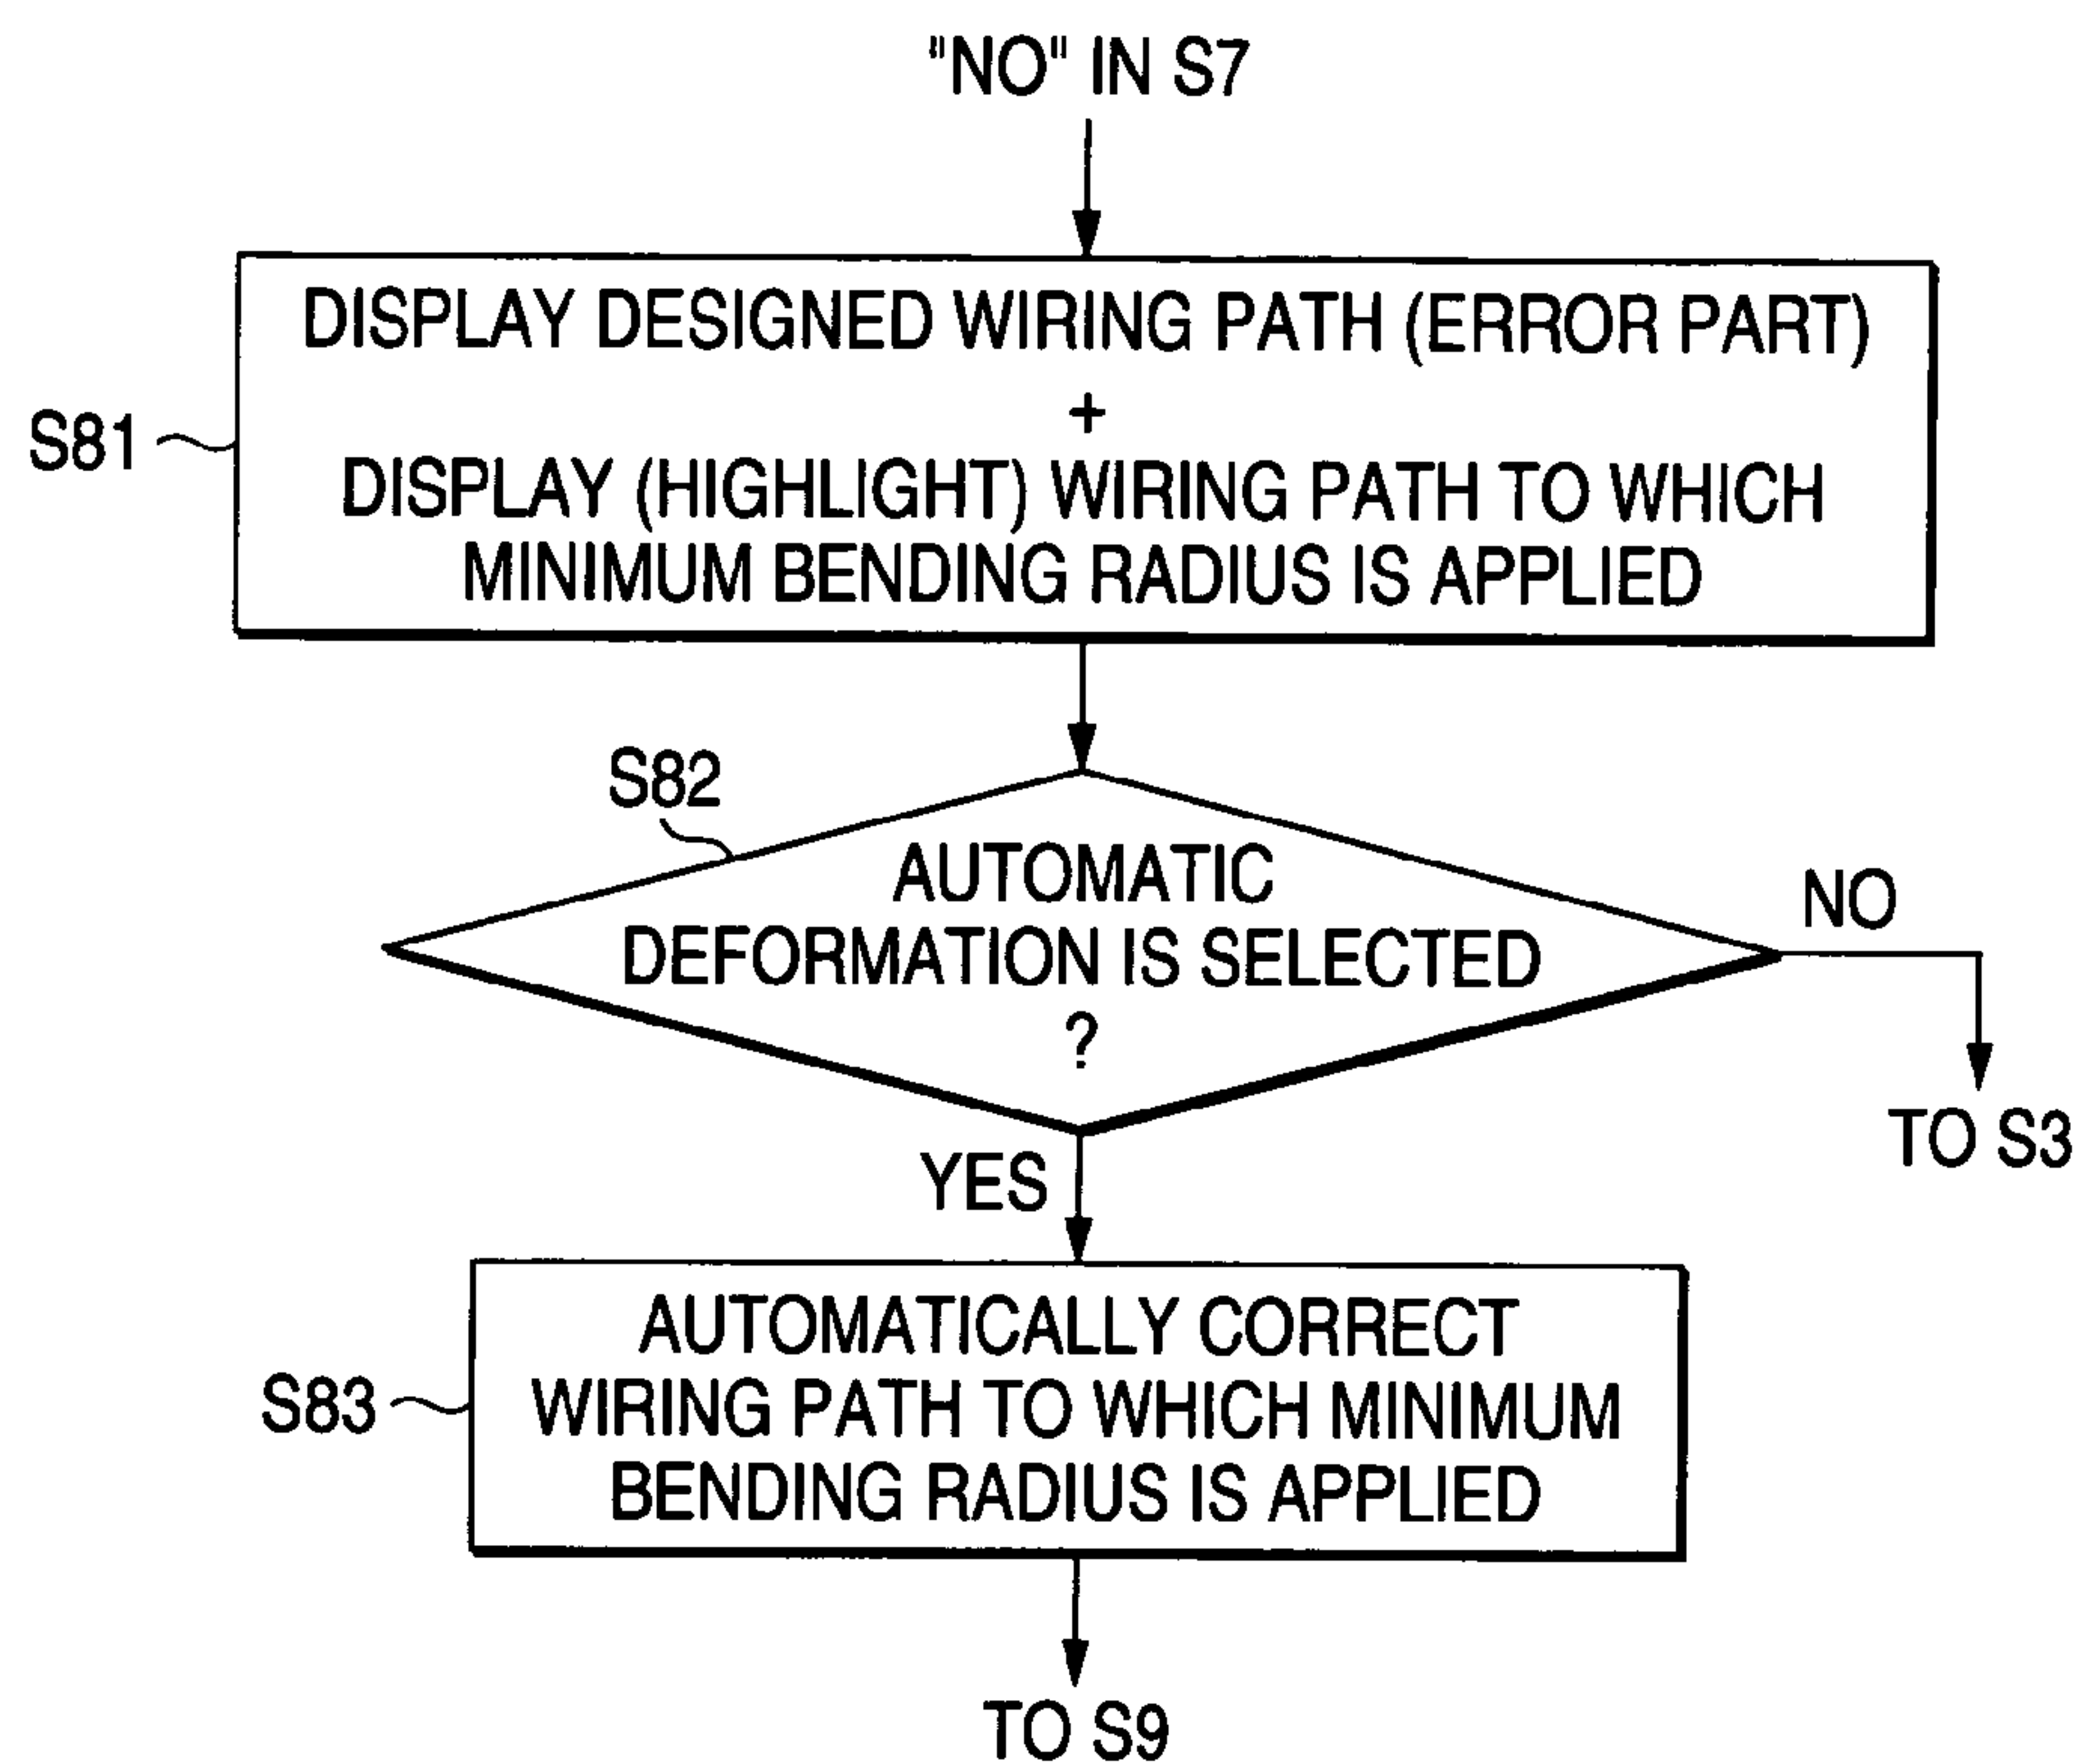 "NO" IN S7
DISPLAY DESIGNED WIRING PATH (ERROR PART)
+
S81
DISPLAY (HIGHLIGHT) WIRING PATH TO WHICH
MINIMUM BENDING RADIUS IS APPLIED
S82
AUTOMATIC
DEFORMATION IS SELECTED
?
NO
TO S3
YES
AUTOMATICALLY CORRECT
S83
WIRING PATH TO WHICH MINIMUM
BENDING RADIUS IS APPLIED
TO S9